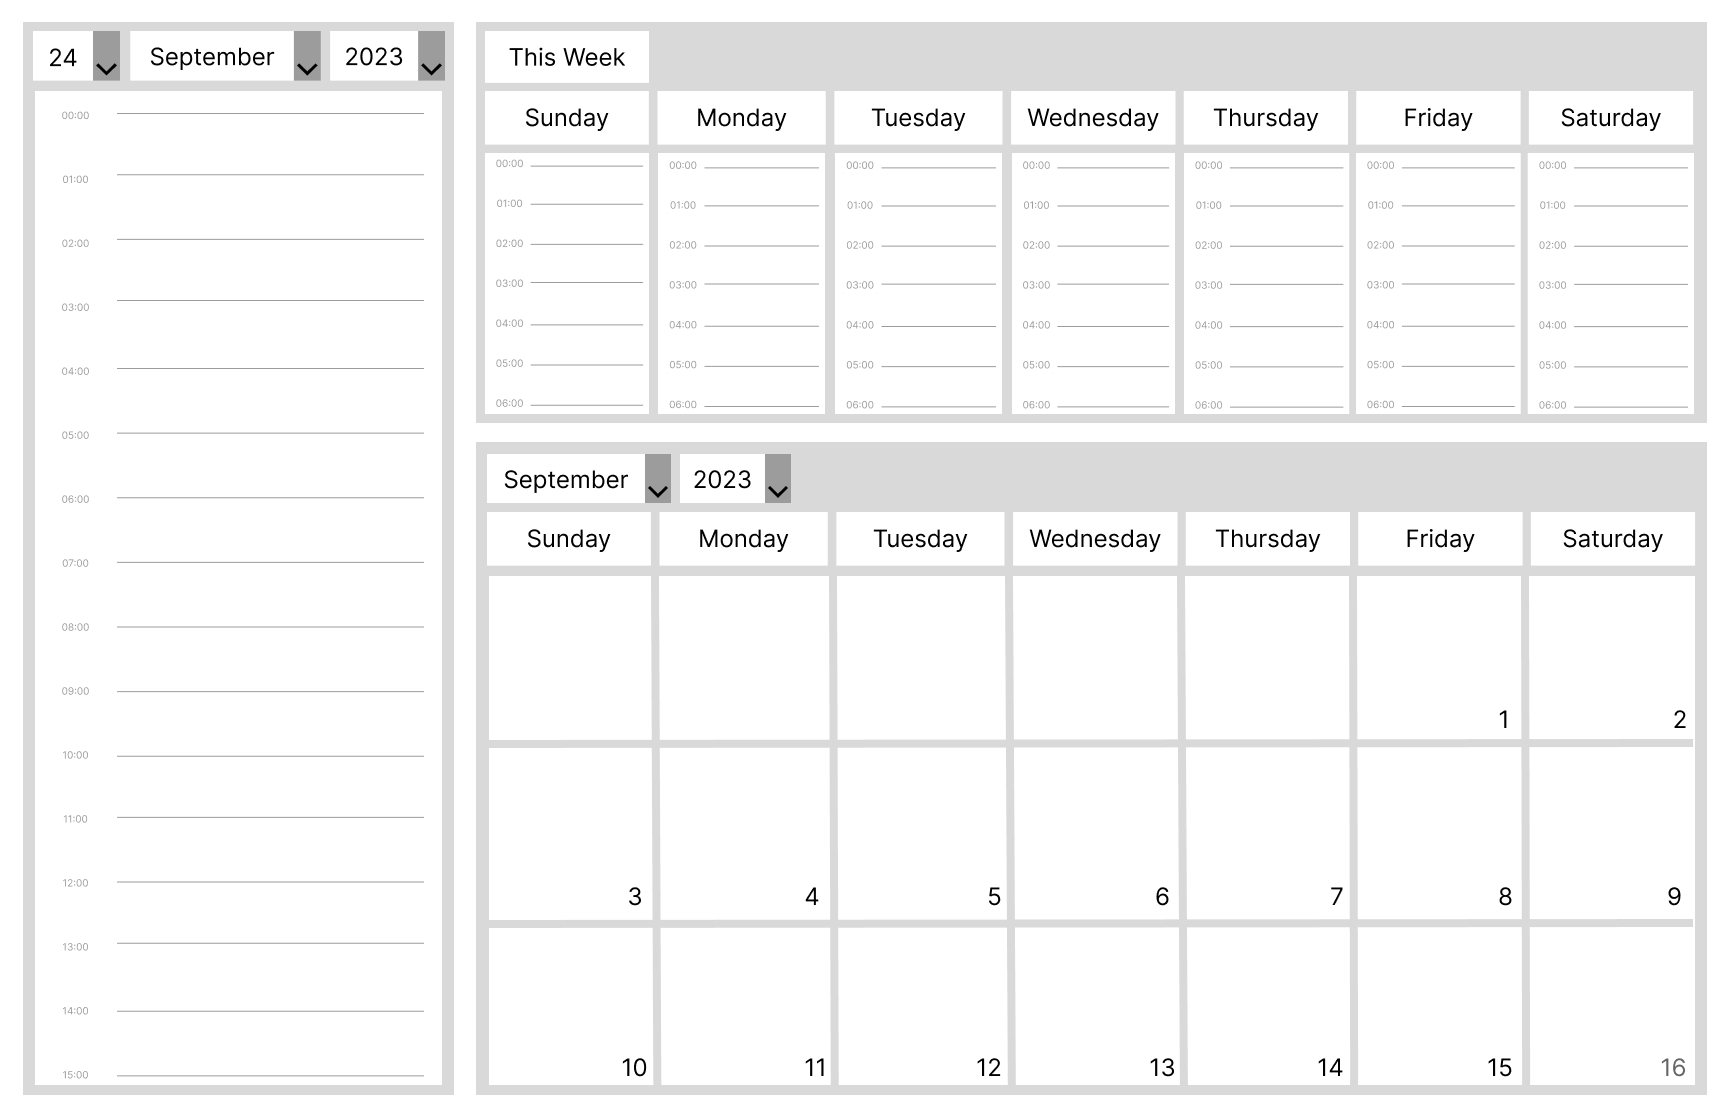 24 September 2023
00:00
01:00
02:00
03:00
04:00
05:00
06:00
07:00
08:00
09:00
10:00
11:00
12:00
13:00
14:00
15:00
This Week
Sunday Monday Tuesday Wednesday Thursday Friday Saturday
00:00 00:00 00:00 00:00 00:00 00:00 00:00
01:00 01:00 01:00 01:00 01:00 01:00 01:00
02:00 02:00 02:00 02:00 02:00 02:00 02:00
03:00 03:00 03:00 03:00 03:00 03:00 03:00
04:00 04:00 04:00 04:00 04:00 04:00 04:00
05:00 05:00 05:00 05:00 05:00 05:00 05:00
06:00 06:00 06:00 06:00 06:00 06:00 06:00
September 2023
Sunday Monday Tuesday Wednesday Thursday Friday Saturday
1 2
3 4 5 6 7 8 9
10 11 12 13 14 15 16